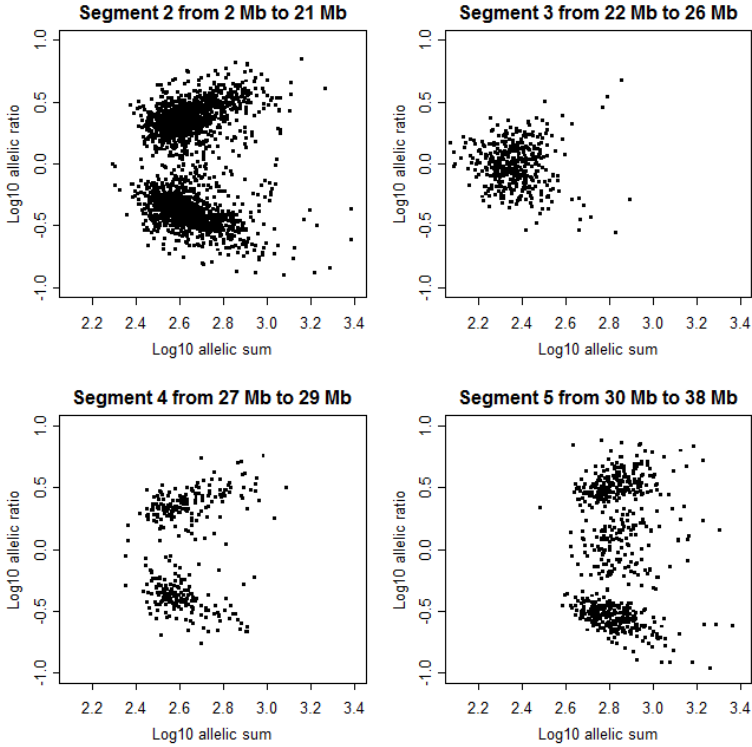 Segment 2 from 2 Mb to 21 Mb
Log10 allelic ratio
1.0
0.5
0.0
-0.5
-1.0
2.2 2.4 2.6 2.8 3.0 3.2 3.4
Log10 allelic sum
Segment 3 from 22 Mb to 26 Mb
Log10 allelic ratio
1.0
0.5
0.0
-0.5
-1.0
2.2 2.4 2.6 2.8 3.0 3.2 3.4
Log10 allelic sum
Segment 4 from 27 Mb to 29 Mb
Log10 allelic ratio
1.0
0.5
0.0
-0.5
-1.0
2.2 2.4 2.6 2.8 3.0 3.2 3.4
Log10 allelic sum
Segment 5 from 30 Mb to 38 Mb
Log10 allelic ratio
1.0
0.5
0.0
-0.5
-1.0
2.2 2.4 2.6 2.8 3.0 3.2 3.4
Log10 allelic sum